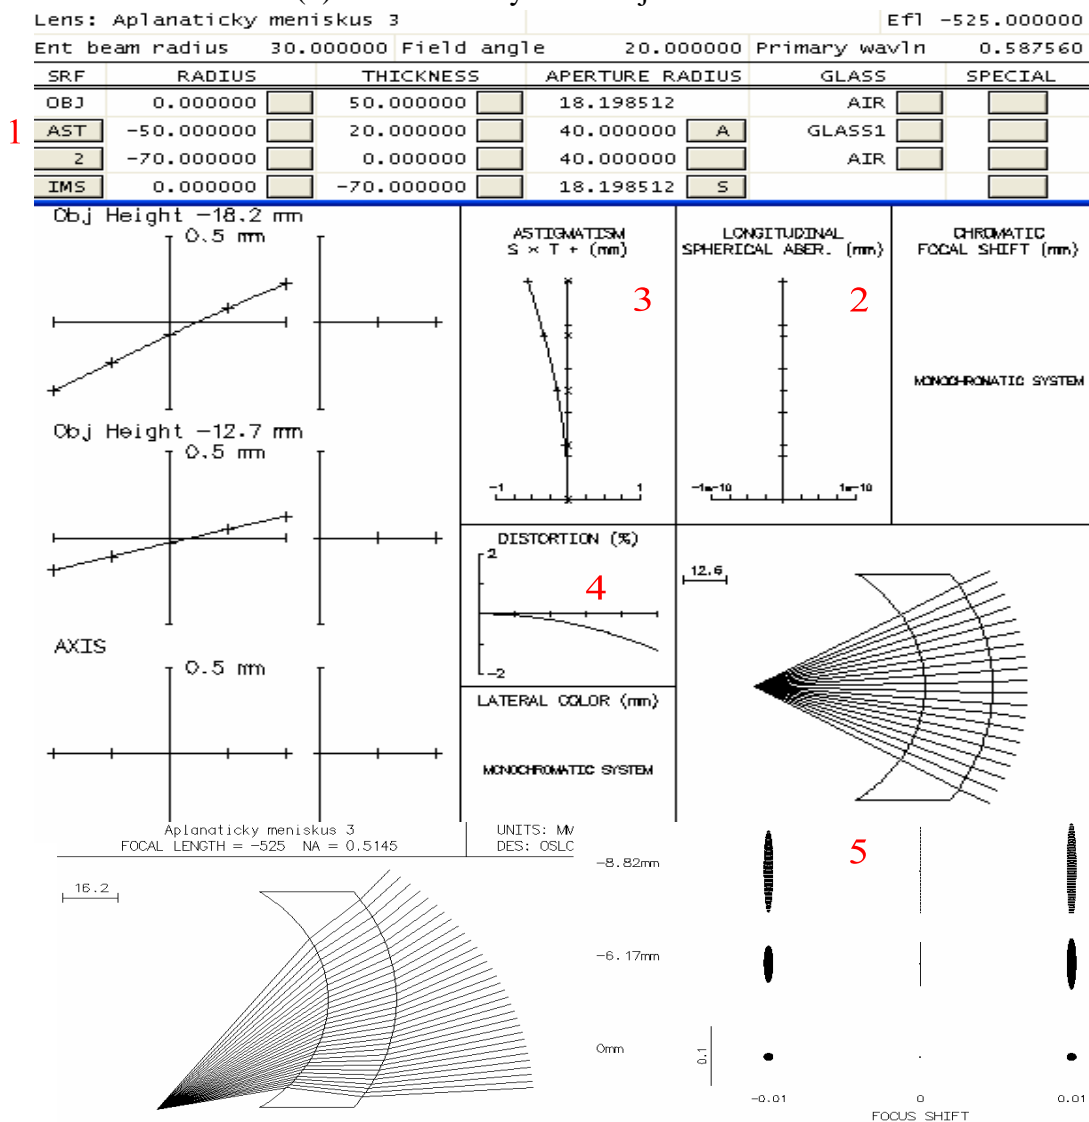 Lens: Aplanaticky meniskus 3 Efl -525.000000
Ent beam radius 30.000000 Field angle 20.000000 Primary wavln 0.587560
SRF RADIUS THICKNESS APERTURE RADIUS GLASS SPECIAL
OBJ 0.000000 50.000000 18.198512 AIR
1 AST -50.000000 20.000000 40.000000 A GLASS1
2 -70.000000 0.000000 40.000000 AIR
IMS 0.000000 -70.000000 18.198512 S
Obj Height -18.2 mm
0.5 mm
Obj Height -12.7 mm
0.5 mm
AXIS
0.5 mm
ASTIGMATISM
S × T + (mm)
3
-1 1
LONGITUDINAL
SPHERICAL ABER. (mm)
2
-1e-10 1e-10
CHROMATIC
FOCAL SHIFT (mm)
MONOCHROMATIC SYSTEM
DISTORTION (%)
2
4
-2
LATERAL COLOR (mm)
MONOCHROMATIC SYSTEM
12.6
Aplanaticky meniskus 3
FOCAL LENGTH = -525 NA = 0.5145
UNITS: MM
DES: OSLO
16.2
5
-8.82mm
-6.17mm
0mm
0.1
-0.01 0 0.01
FOCUS SHIFT